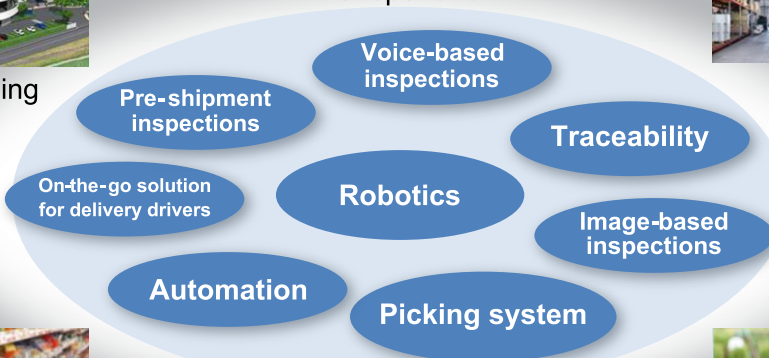 Voice-based
inspections
ing
Pre-shipment
inspections
Traceability
On-the-go solution
for delivery drivers
Robotics
Image-based
inspections
Automation
Picking system